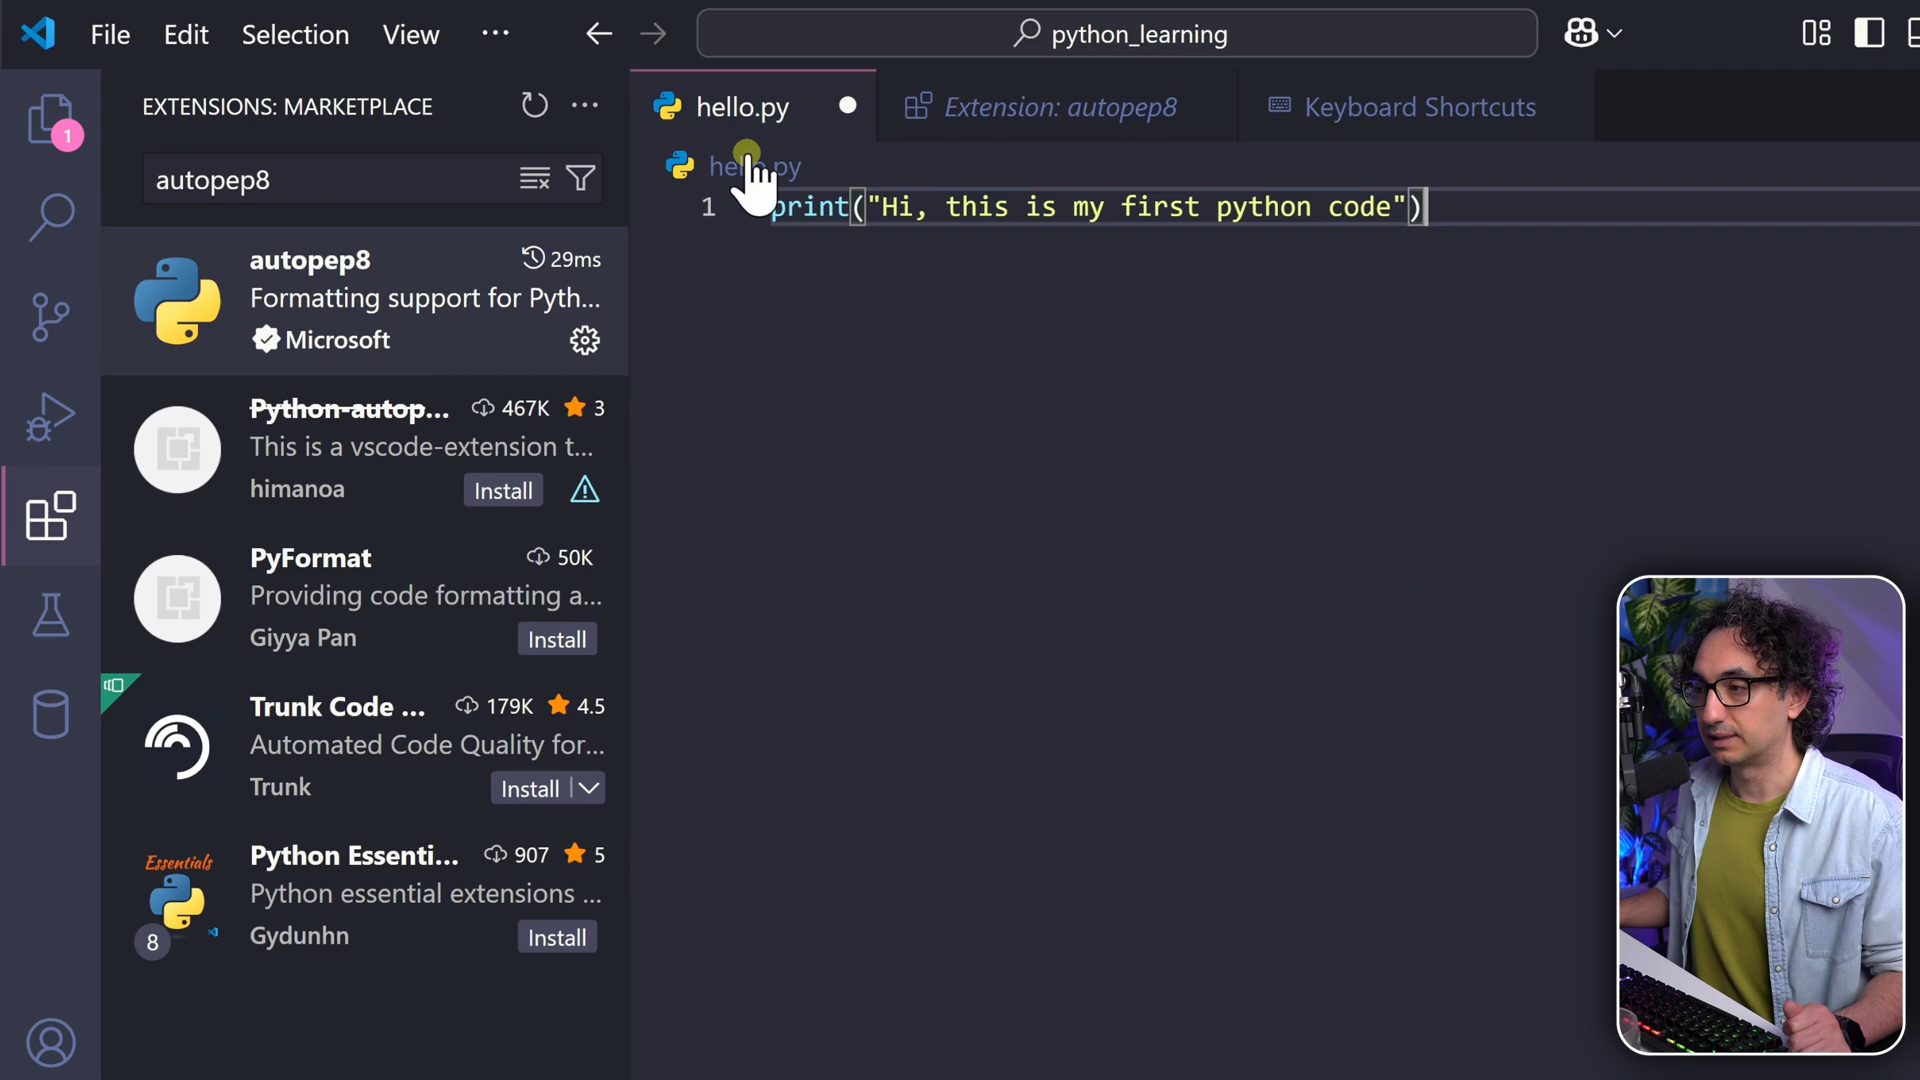 File Edit Selection View ...
python_learning
EXTENSIONS: MARKETPLACE
hello.py
Extension: autopep8
Keyboard Shortcuts
1
autopep8
hello.py
1 print("Hi, this is my first python code")
autopep8 29ms
Formatting support for Pyth...
Microsoft
Python-autop... 467K 3
This is a vscode-extension t...
himanoa Install
PyFormat 50K
Providing code formatting a...
Giyya Pan Install
Trunk Code ... 179K 4.5
Automated Code Quality for...
Trunk Install
Essentials
Python Essenti... 907 5
Python essential extensions ...
8
Gydunhn Install